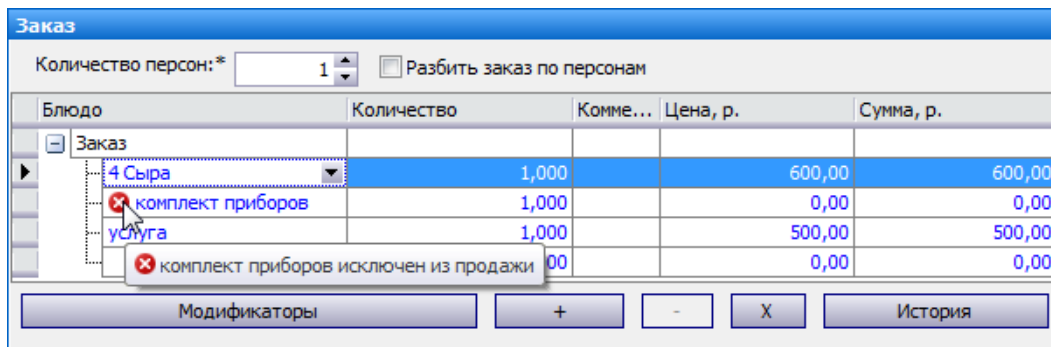 Заказ
Количество персон:* 1 Разбить заказ по персонам
Блюдо Количество Комме... Цена, р. Сумма, р.
Заказ
4 Сыра 1,000 600,00 600,00
комплект приборов 1,000 0,00 0,00
услуга 1,000 500,00 500,00
комплект приборов исключен из продажи 00 0,00 0,00
Модификаторы + - X История